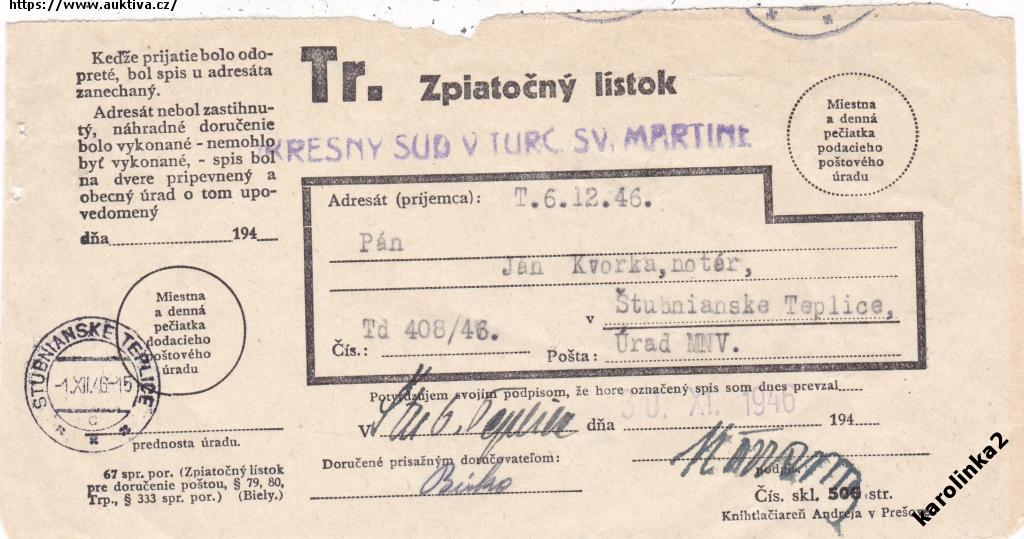 https://www.auktiva.cz/
Keďže prijatie bolo odo-
preté, bol spis u adresáta
zanechaný.
Adresát nebol zastihnu-
tý, náhradné doručenie
bolo vykonané - nemohlo
byť vykonané, - spis bol
na dvere pripevnený a
obecný úrad o tom upo-
vedomený
dňa 194
Tr. Zpiatočný lístok
KRESNY SUD V TURC. SV. MARTINE
Miestna
a denná
pečiatka
podacieho
poštového
úradu
Adresát (príjemca): T.6.12.46.
Pán
Ján Kvorka,notár,
v Štubnianske Teplice,
Td 408/46.
Čís.: Pošta: Úrad MNV.
Miestna
a denná
pečiatka
dodacieho
poštového
úradu
ŠTUBNIANSKE TEPLICE
-1.XII.46-15
c
prednosta úradu.
67 spr. por. (Zpiatočný lístok
pre doručenie poštou, § 79, 80,
Trp., § 333 spr. por.) (Biely.)
Potvrdzujem svojím podpisom, že hore označený spis som dnes prevzal
V Štub. Teplice dňa 30. XI. 1946 194
Doručené prísažným doručovateľom:
podpis.
Čís. skl. 506 str.
Knihtlačiareň Andreja v Prešove
karolinka2